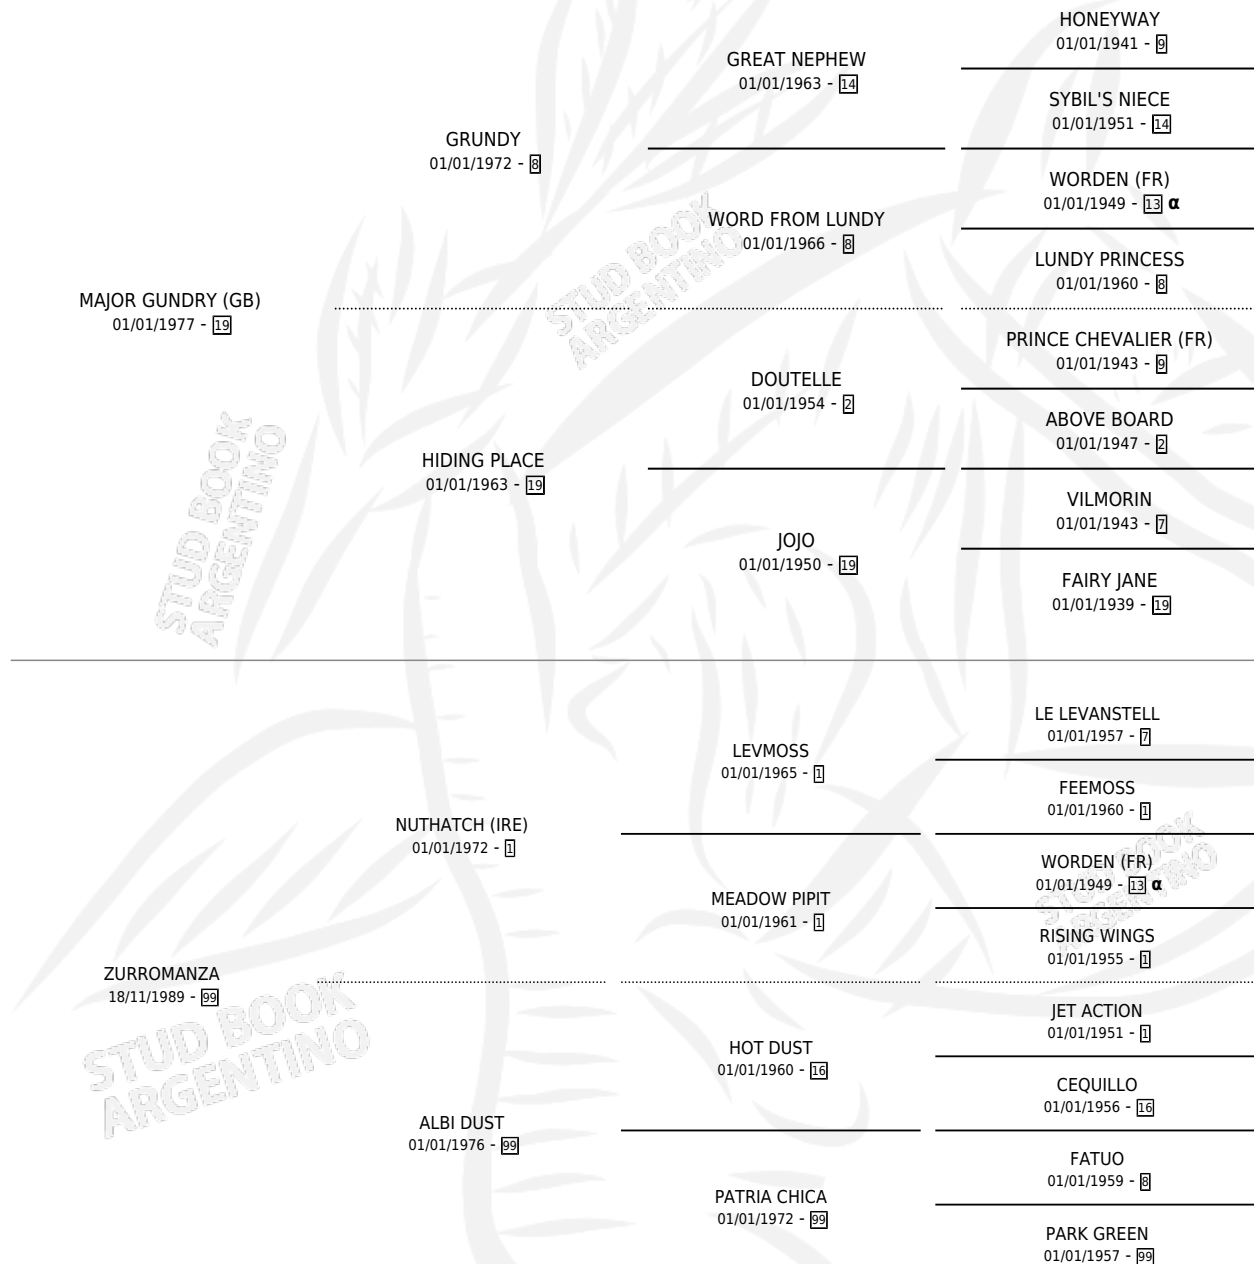 HONEYWAY
01/01/1941 - 9
GREAT NEPHEW
01/01/1963 - 14
SYBIL'S NIECE
01/01/1951 - 14
GRUNDY
01/01/1972 - 8
WORDEN (FR)
01/01/1949 - 13 α
WORD FROM LUNDY
01/01/1966 - 8
LUNDY PRINCESS
01/01/1960 - 8
MAJOR GUNDRY (GB)
01/01/1977 - 19
STUD BOOK
ARGENTINO
PRINCE CHEVALIER (FR)
01/01/1943 - 9
DOUTELLE
01/01/1954 - 2
ABOVE BOARD
01/01/1947 - 2
HIDING PLACE
01/01/1963 - 19
VILMORIN
01/01/1943 - 7
JOJO
01/01/1950 - 19
FAIRY JANE
01/01/1939 - 19
STUD BOOK
ARGENTINO
LE LEVANSTELL
01/01/1957 - 7
LEVMOSS
01/01/1965 - 1
FEEMOSS
01/01/1960 - 1
NUTHATCH (IRE)
01/01/1972 - 1
WORDEN (FR)
01/01/1949 - 13 α
STUD BOOK
ARGENTINO
MEADOW PIPIT
01/01/1961 - 1
RISING WINGS
01/01/1955 - 1
ZURROMANZA
18/11/1989 - 99
STUD BOOK
ARGENTINO
JET ACTION
01/01/1951 - 1
HOT DUST
01/01/1960 - 16
CEQUILLO
01/01/1956 - 16
ALBI DUST
01/01/1976 - 99
FATUO
01/01/1959 - 8
PATRIA CHICA
01/01/1972 - 99
PARK GREEN
01/01/1957 - 99